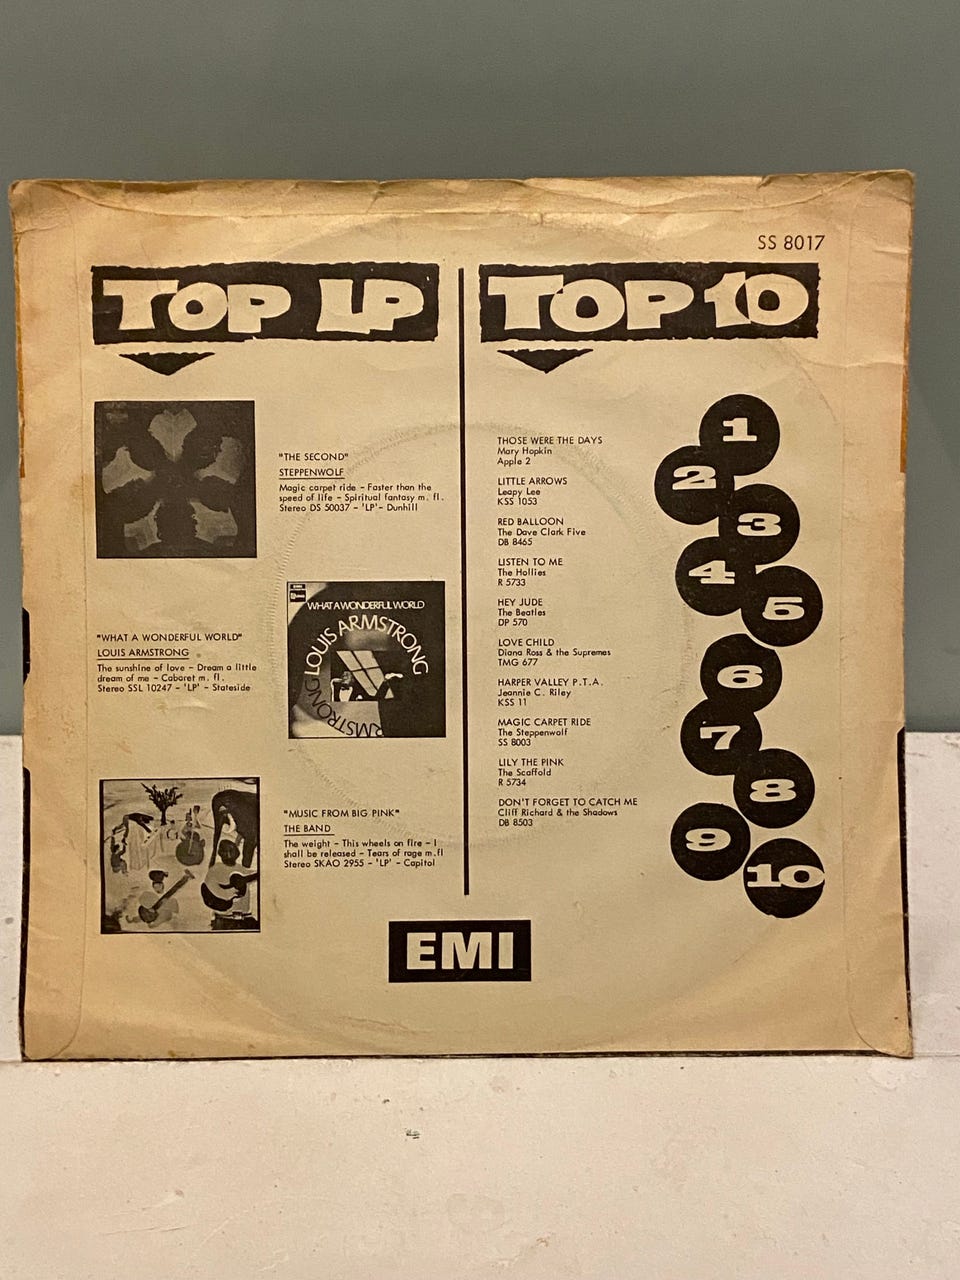 SS 8017
TOP LP
"THE SECOND"
STEPPENWOLF
Magic carpet ride - Faster than the
speed of life - Spiritual fantasy m. fl.
Stereo DS 50037 - 'LP'- Dunhill
WHAT A WONDERFUL WORLD
LOUIS ARMSTRONG
"WHAT A WONDERFUL WORLD"
LOUIS ARMSTRONG
The sunshine of love - Dream a little
dream of me - Cabaret m. fl.
Stereo SSL 10247 - 'LP' - Stateside
"MUSIC FROM BIG PINK"
THE BAND
The weight - This wheels on fire - I
shall be released - Tears of rage m.fl
Stereo SKAO 2955 - 'LP' - Capitol
TOP 10
THOSE WERE THE DAYS
Mary Hopkin
Apple 2
LITTLE ARROWS
Leapy Lee
KSS 1053
RED BALLOON
The Dave Clark Five
DB 8465
LISTEN TO ME
The Hollies
R 5733
HEY JUDE
The Beatles
DP 570
LOVE CHILD
Diana Ross & the Supremes
TMG 677
HARPER VALLEY P.T.A.
Jeannie C. Riley
KSS 11
MAGIC CARPET RIDE
The Steppenwolf
SS 8003
LILY THE PINK
The Scaffold
R 5734
DON'T FORGET TO CATCH ME
Cliff Richard & the Shadows
DB 8503
1
2
3
4
5
6
7
8
9
10
EMI